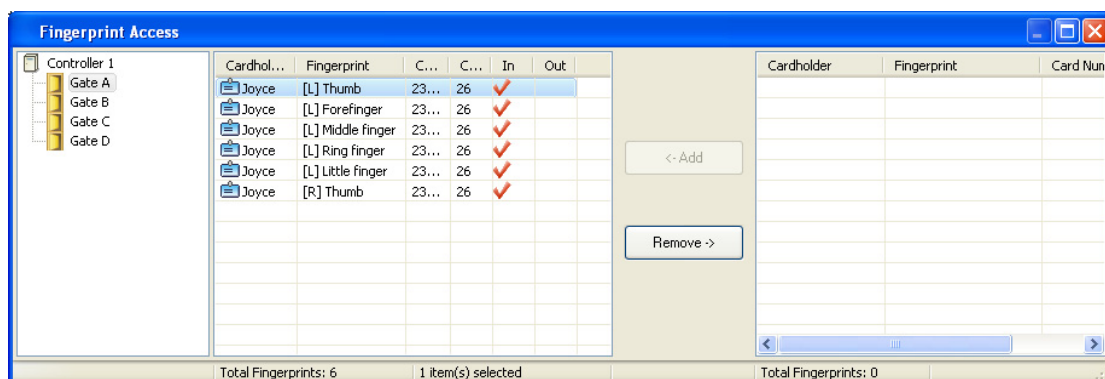 Fingerprint Access
Controller 1
Gate A
Gate B
Gate C
Gate D
Cardhol... Fingerprint C... C... In Out
Joyce [L] Thumb 23... 26
Joyce [L] Forefinger 23... 26
Joyce [L] Middle finger 23... 26
Joyce [L] Ring finger 23... 26
Joyce [L] Little finger 23... 26
Joyce [R] Thumb 23... 26
<- Add
Remove ->
Cardholder Fingerprint Card Num
Total Fingerprints: 6 1 item(s) selected Total Fingerprints: 0